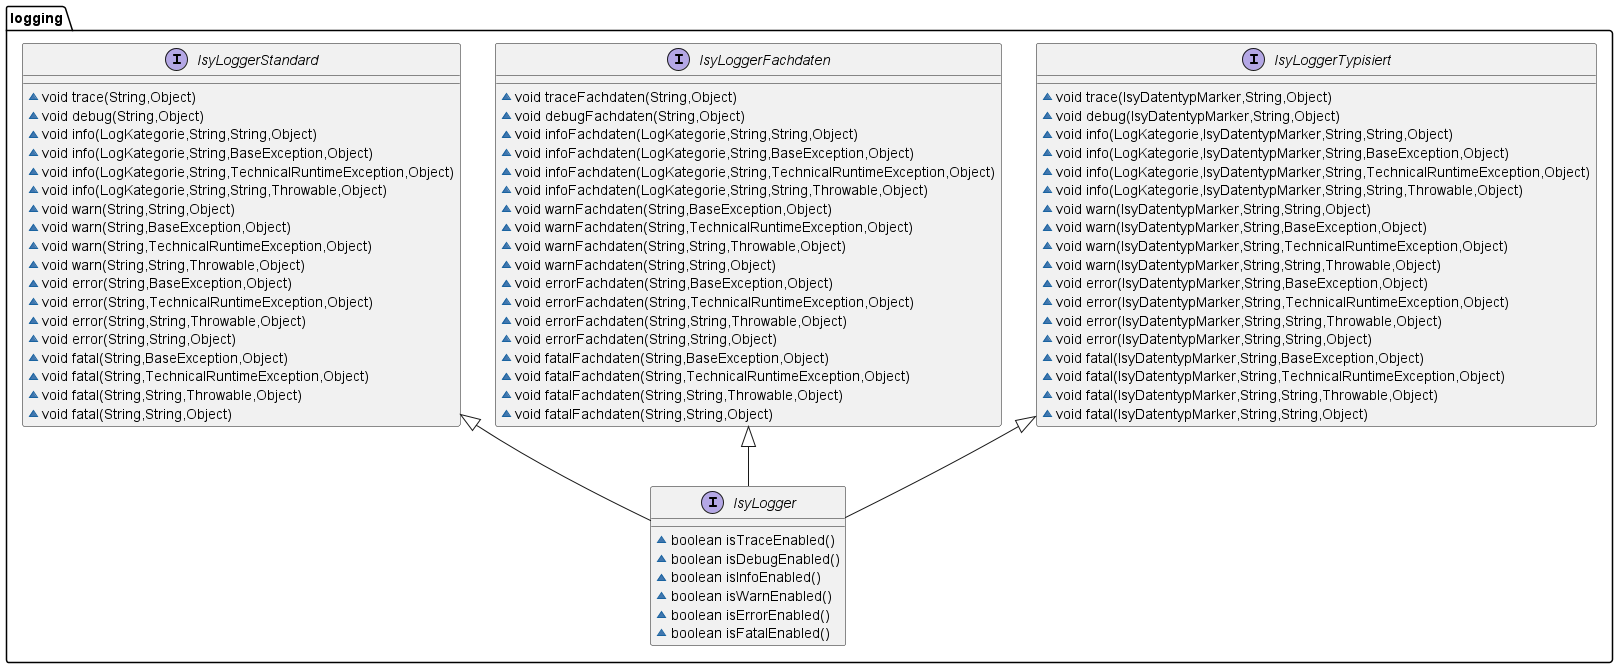 logging
I IsyLoggerStandard
void trace(String,Object)
void debug(String,Object)
void info(LogKategorie,String,String,Object)
void info(LogKategorie,String,BaseException,Object)
void info(LogKategorie,String,TechnicalRuntimeException,Object)
void info(LogKategorie,String,String,Throwable,Object)
void warn(String,String,Object)
void warn(String,BaseException,Object)
void warn(String,TechnicalRuntimeException,Object)
void warn(String,String,Throwable,Object)
void error(String,BaseException,Object)
void error(String,TechnicalRuntimeException,Object)
void error(String,String,Throwable,Object)
void error(String,String,Object)
void fatal(String,BaseException,Object)
void fatal(String,TechnicalRuntimeException,Object)
void fatal(String,String,Throwable,Object)
void fatal(String,String,Object)
I IsyLoggerFachdaten
void traceFachdaten(String,Object)
void debugFachdaten(String,Object)
void infoFachdaten(LogKategorie,String,String,Object)
void infoFachdaten(LogKategorie,String,BaseException,Object)
void infoFachdaten(LogKategorie,String,TechnicalRuntimeException,Object)
void infoFachdaten(LogKategorie,String,String,Throwable,Object)
void warnFachdaten(String,BaseException,Object)
void warnFachdaten(String,TechnicalRuntimeException,Object)
void warnFachdaten(String,String,Throwable,Object)
void warnFachdaten(String,String,Object)
void errorFachdaten(String,BaseException,Object)
void errorFachdaten(String,TechnicalRuntimeException,Object)
void errorFachdaten(String,String,Throwable,Object)
void errorFachdaten(String,String,Object)
void fatalFachdaten(String,BaseException,Object)
void fatalFachdaten(String,TechnicalRuntimeException,Object)
void fatalFachdaten(String,String,Throwable,Object)
void fatalFachdaten(String,String,Object)
I IsyLoggerTypisiert
void trace(IsyDatentypMarker,String,Object)
void debug(IsyDatentypMarker,String,Object)
void info(LogKategorie,IsyDatentypMarker,String,String,Object)
void info(LogKategorie,IsyDatentypMarker,String,BaseException,Object)
void info(LogKategorie,IsyDatentypMarker,String,TechnicalRuntimeException,Object)
void info(LogKategorie,IsyDatentypMarker,String,String,Throwable,Object)
void warn(IsyDatentypMarker,String,String,Object)
void warn(IsyDatentypMarker,String,BaseException,Object)
void warn(IsyDatentypMarker,String,TechnicalRuntimeException,Object)
void warn(IsyDatentypMarker,String,String,Throwable,Object)
void error(IsyDatentypMarker,String,BaseException,Object)
void error(IsyDatentypMarker,String,TechnicalRuntimeException,Object)
void error(IsyDatentypMarker,String,String,Throwable,Object)
void error(IsyDatentypMarker,String,String,Object)
void fatal(IsyDatentypMarker,String,BaseException,Object)
void fatal(IsyDatentypMarker,String,TechnicalRuntimeException,Object)
void fatal(IsyDatentypMarker,String,String,Throwable,Object)
void fatal(IsyDatentypMarker,String,String,Object)
I IsyLogger
boolean isTraceEnabled()
boolean isDebugEnabled()
boolean isInfoEnabled()
boolean isWarnEnabled()
boolean isErrorEnabled()
boolean isFatalEnabled()